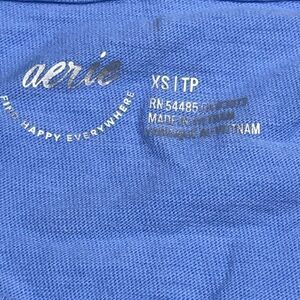 aerie
FIND HAPPY EVERYWHERE
XS | TP
RN 54485
MADE IN VIETNAM
VIETNAM